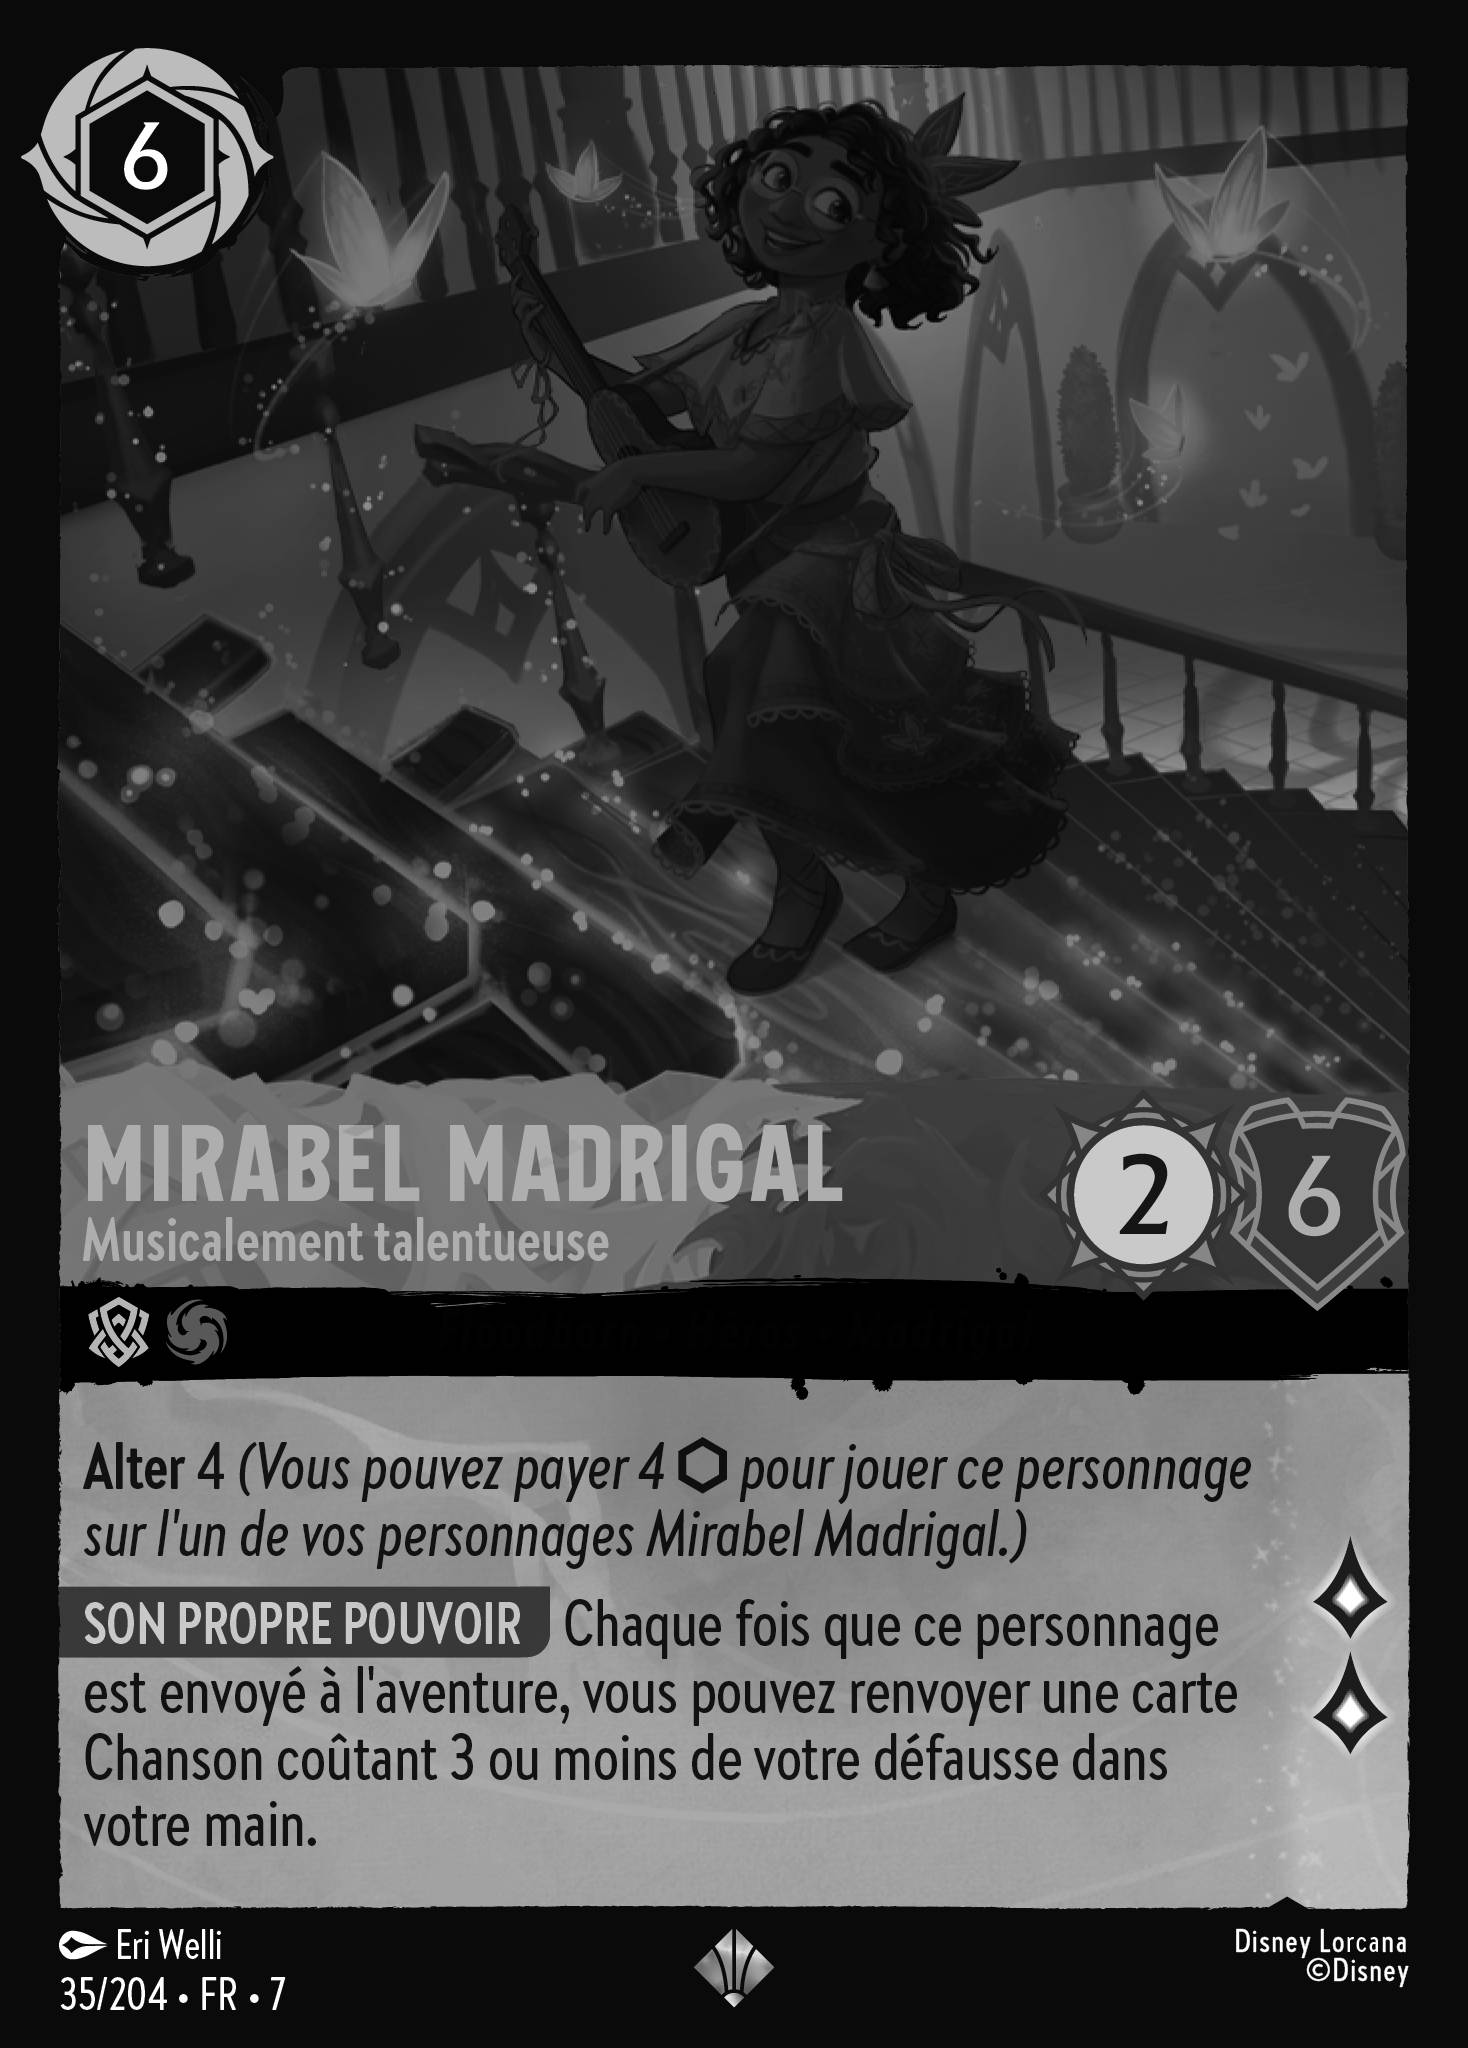 6
MIRABEL MADRIGAL
Musicalement talentueuse
2 6
Floodborn • Héros • Madrigal
Alter 4 (Vous pouvez payer 4 ⬡ pour jouer ce personnage
sur l'un de vos personnages Mirabel Madrigal.)
SON PROPRE POUVOIR Chaque fois que ce personnage
est envoyé à l'aventure, vous pouvez renvoyer une carte
Chanson coûtant 3 ou moins de votre défausse dans
votre main.
Eri Welli
35/204 • FR • 7
Disney Lorcana
©Disney